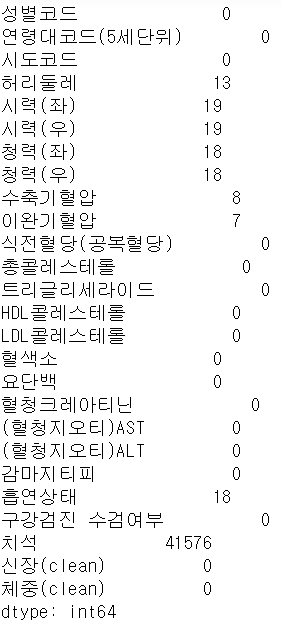 성별코드 0
연령대코드(5세단위) 0
시도코드 0
허리둘레 13
시력(좌) 19
시력(우) 19
청력(좌) 18
청력(우) 18
수축기혈압 8
이완기혈압 7
식전혈당(공복혈당) 0
총콜레스테롤 0
트리글리세라이드 0
HDL콜레스테롤 0
LDL콜레스테롤 0
혈색소 0
요단백 0
혈청크레아티닌 0
(혈청지오티)AST 0
(혈청지오티)ALT 0
감마지티피 0
흡연상태 18
구강검진 수검여부 0
치석 41576
신장(clean) 0
체중(clean) 0
dtype: int64